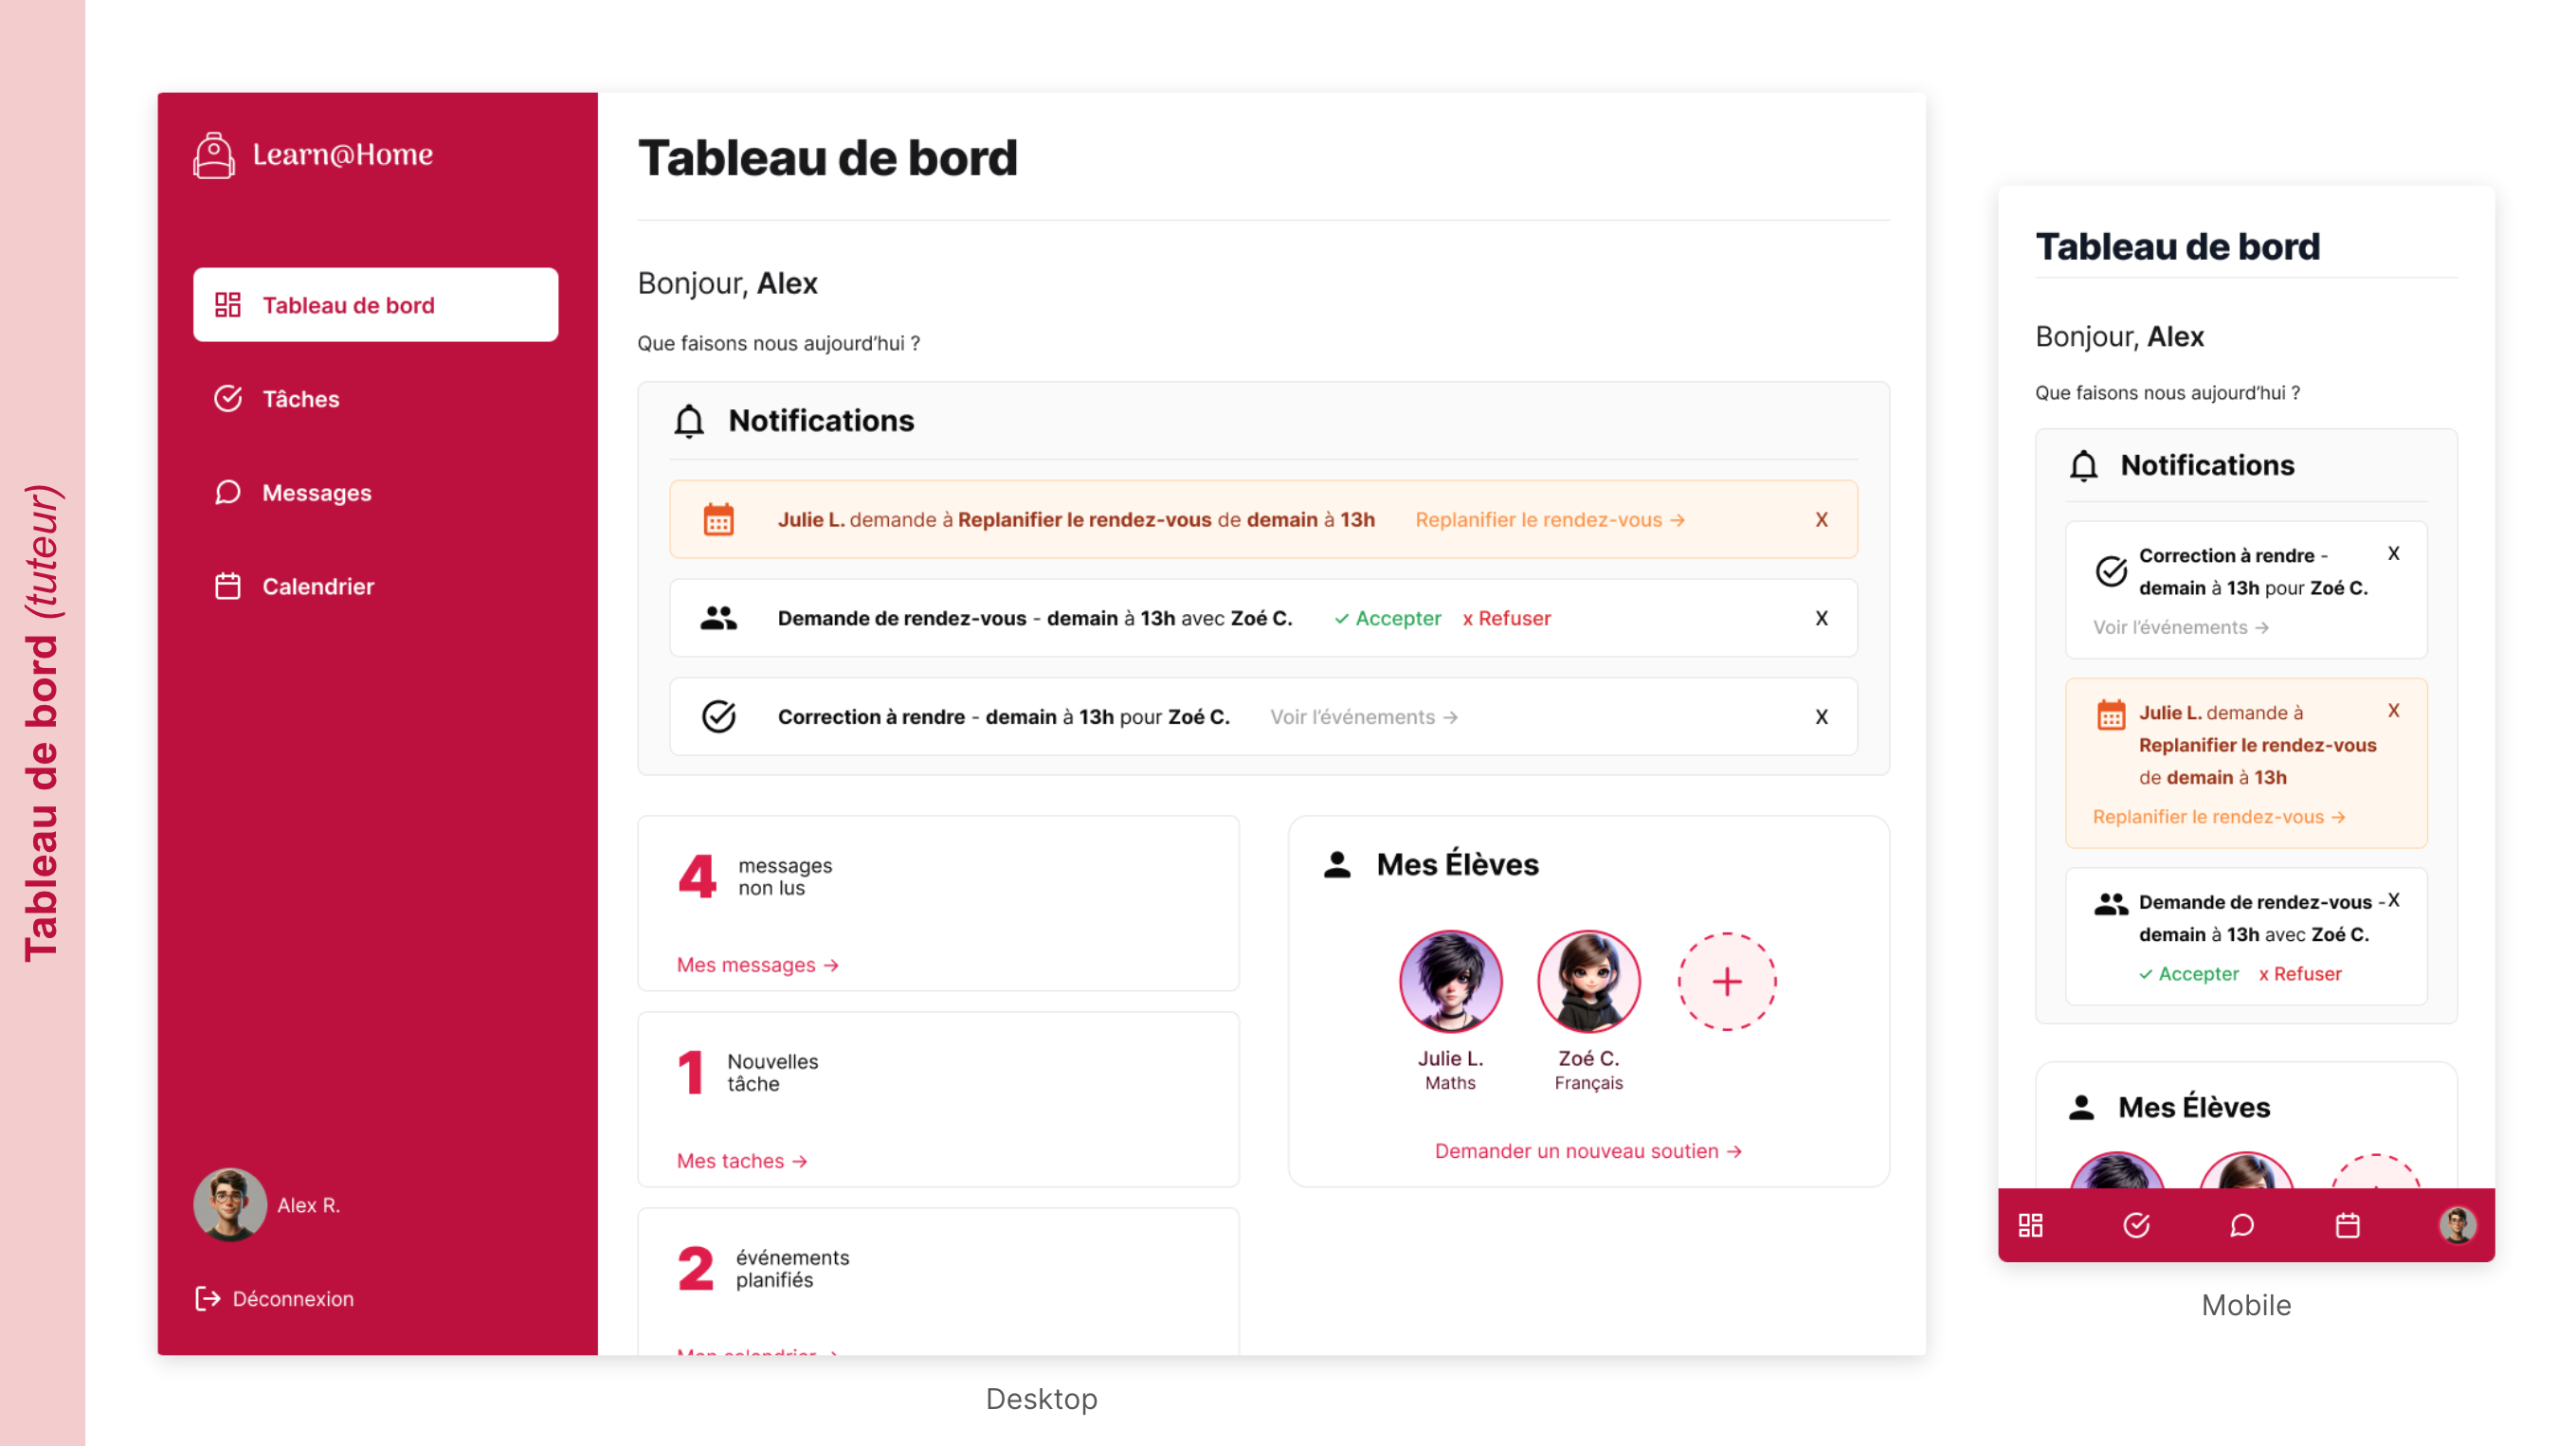 Tableau de bord (tuteur)
Learn@Home
Tableau de bord
Tâches
Messages
Calendrier
Alex R.
Déconnexion
Tableau de bord
Bonjour, Alex
Que faisons nous aujourd’hui ?
Notifications
Julie L. demande à Replanifier le rendez-vous de demain à 13h Replanifier le rendez-vous → X
Demande de rendez-vous - demain à 13h avec Zoé C. ✓ Accepter x Refuser X
Correction à rendre - demain à 13h pour Zoé C. Voir l’événements → X
4 messages
non lus
Mes messages →
1 Nouvelles
tâche
Mes taches →
2 événements
planifiés
Mon calendrier →
Mes Élèves
Julie L.
Maths
Zoé C.
Français
Demander un nouveau soutien →
Desktop
Tableau de bord
Bonjour, Alex
Que faisons nous aujourd’hui ?
Notifications
Correction à rendre - X
demain à 13h pour Zoé C.
Voir l’événements →
Julie L. demande à X
Replanifier le rendez-vous
de demain à 13h
Replanifier le rendez-vous →
Demande de rendez-vous - X
demain à 13h avec Zoé C.
✓ Accepter x Refuser
Mes Élèves
Mobile